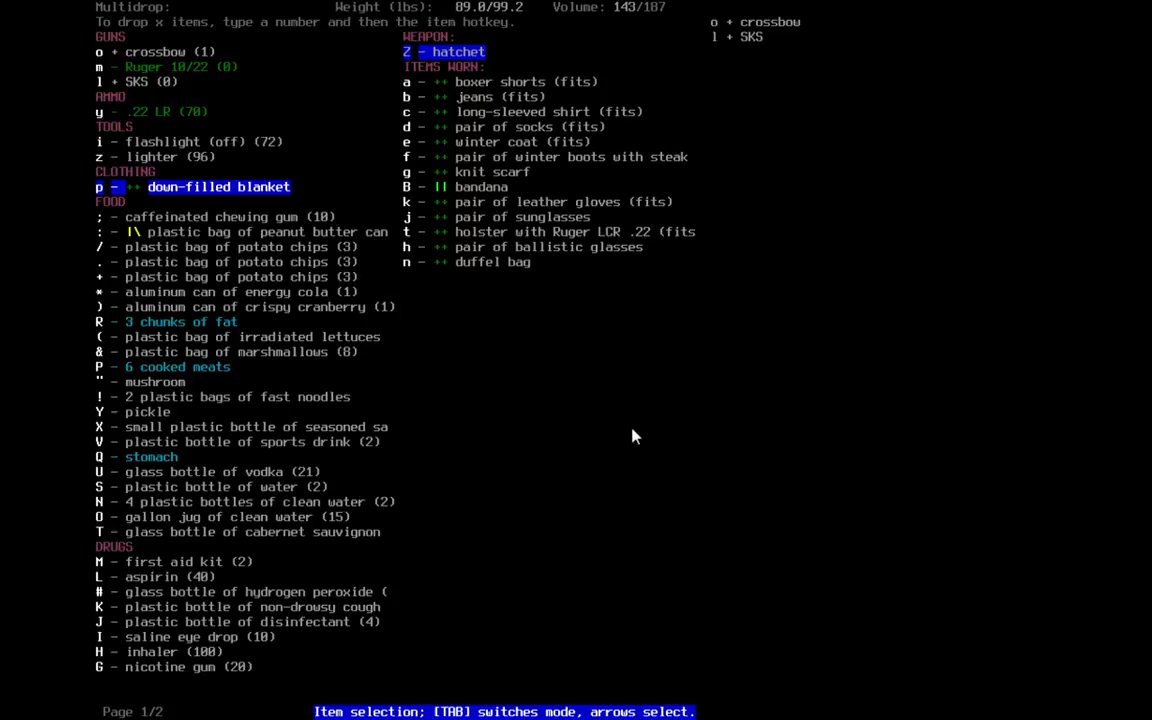 Multidrop: Weight (lbs): 89.0/99.2 Volume: 143/187
To drop x items, type a number and then the item hotkey.
GUNS
o + crossbow (1)
m - Ruger 10/22 (0)
l + SKS (0)
AMMO
y - .22 LR (70)
TOOLS
i - flashlight (off) (72)
z - lighter (96)
CLOTHING
p - ++ down-filled blanket
FOOD
; - caffeinated chewing gum (10)
: - |\ plastic bag of peanut butter can
/ - plastic bag of potato chips (3)
. - plastic bag of potato chips (3)
+ - plastic bag of potato chips (3)
* - aluminum can of energy cola (1)
) - aluminum can of crispy cranberry (1)
R - 3 chunks of fat
( - plastic bag of irradiated lettuces
& - plastic bag of marshmallows (8)
P - 6 cooked meats
" - mushroom
! - 2 plastic bags of fast noodles
Y - pickle
X - small plastic bottle of seasoned sa
V - plastic bottle of sports drink (2)
Q - stomach
U - glass bottle of vodka (21)
S - plastic bottle of water (2)
N - 4 plastic bottles of clean water (2)
O - gallon jug of clean water (15)
T - glass bottle of cabernet sauvignon
DRUGS
M - first aid kit (2)
L - aspirin (40)
# - glass bottle of hydrogen peroxide (
K - plastic bottle of non-drowsy cough
J - plastic bottle of disinfectant (4)
I - saline eye drop (10)
H - inhaler (100)
G - nicotine gum (20)
WEAPON:
Z - hatchet
ITEMS WORN:
a - ++ boxer shorts (fits)
b - ++ jeans (fits)
c - ++ long-sleeved shirt (fits)
d - ++ pair of socks (fits)
e - ++ winter coat (fits)
f - ++ pair of winter boots with steak
g - ++ knit scarf
B - || bandana
k - ++ pair of leather gloves (fits)
j - ++ pair of sunglasses
t - ++ holster with Ruger LCR .22 (fits
h - ++ pair of ballistic glasses
n - ++ duffel bag
o + crossbow
l + SKS
Page 1/2 Item selection; [TAB] switches mode, arrows select.